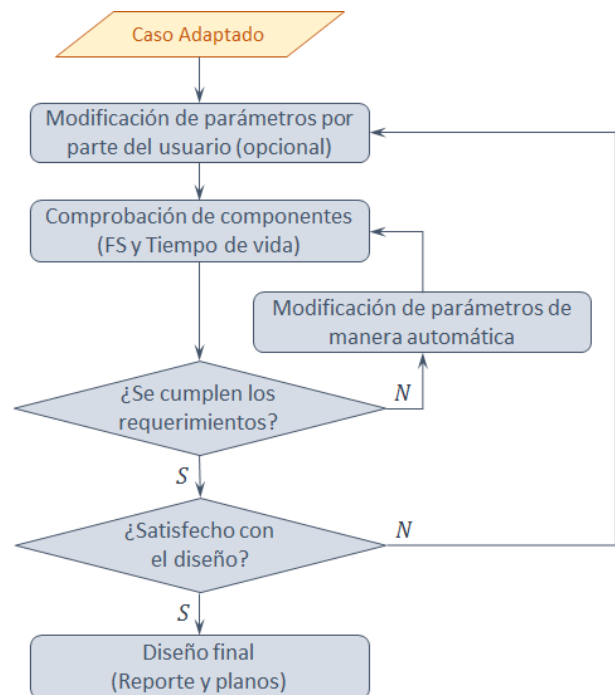 Caso Adaptado
Modificación de parámetros por
parte del usuario (opcional)
Comprobación de componentes
(FS y Tiempo de vida)
Modificación de parámetros de
manera automática
¿Se cumplen los
requerimientos?
N
S
¿Satisfecho con
el diseño?
N
S
Diseño final
(Reporte y planos)